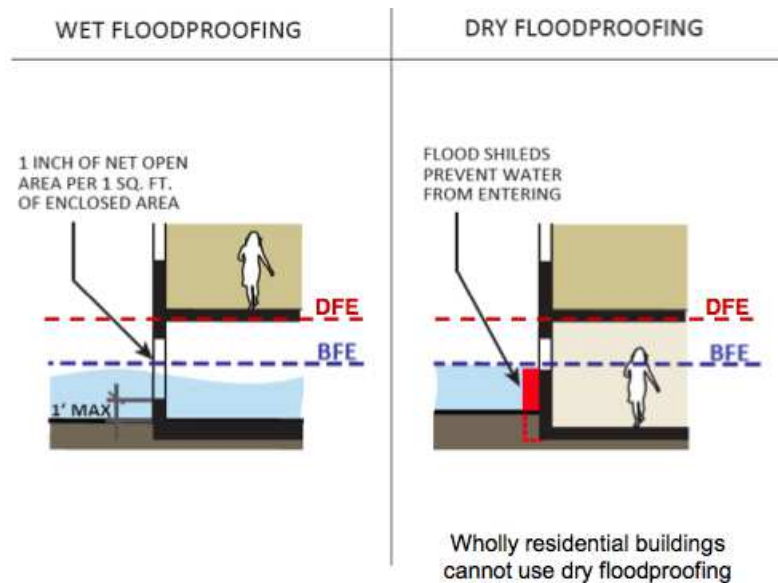 WET FLOODPROOFING
1 INCH OF NET OPEN
AREA PER 1 SQ. FT.
OF ENCLOSED AREA
DFE
BFE
1' MAX
DRY FLOODPROOFING
FLOOD SHILEDS
PREVENT WATER
FROM ENTERING
DFE
BFE
Wholly residential buildings
cannot use dry floodproofing